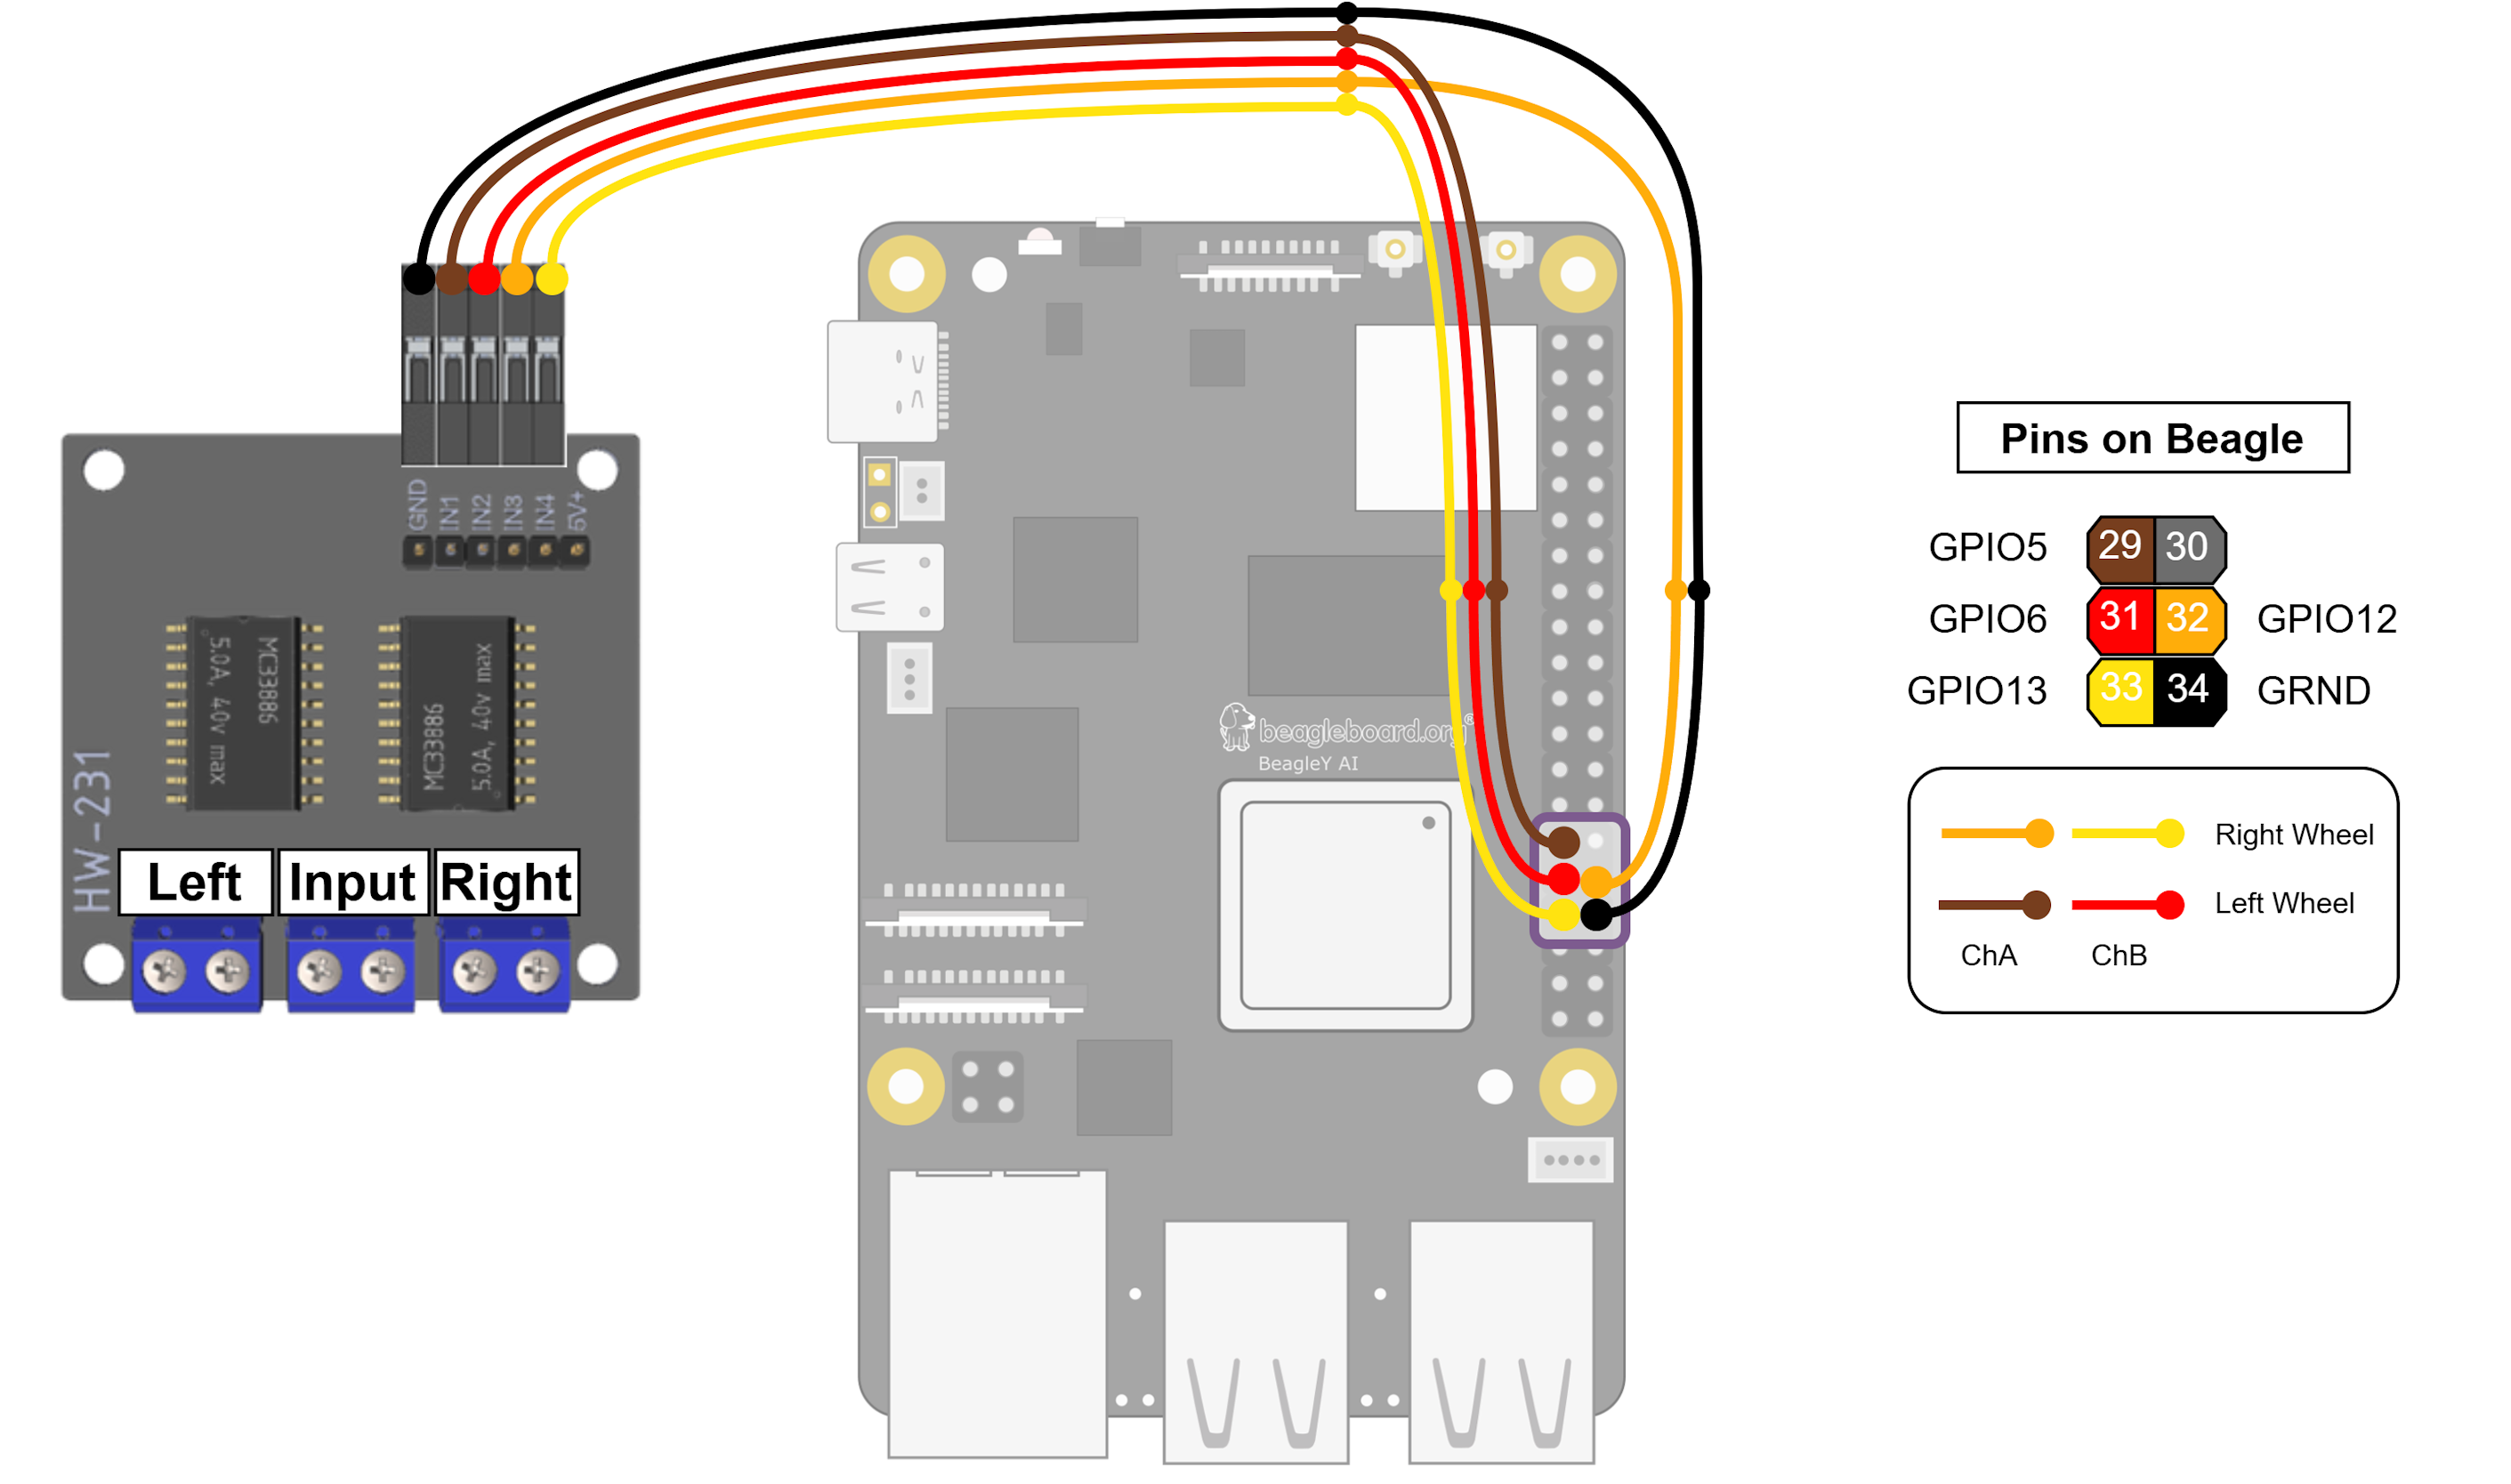 GND
IN1
IN2
IN3
IN4
5V+
MC33886
5.0A, 40v max
MC33886
5.0A, 40v max
HW-231
Left
Input
Right
beagleboard.org®
BeagleY AI
Pins on Beagle
GPIO5 29 30
GPIO6 31 32 GPIO12
GPIO13 33 34 GRND
Right Wheel
Left Wheel
ChA ChB